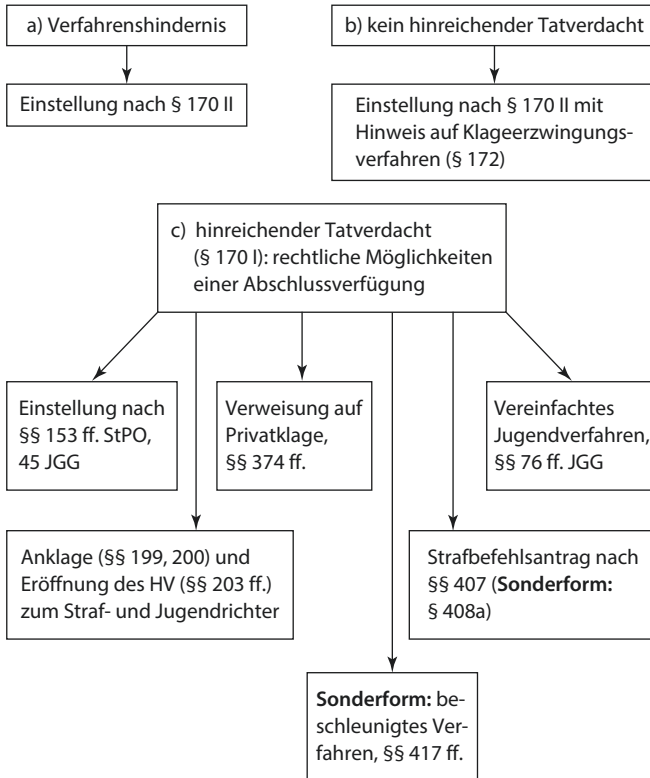 a) Verfahrenshindernis
b) kein hinreichender Tatverdacht
Einstellung nach § 170 II
Einstellung nach § 170 II mit
Hinweis auf Klageerzwingungs-
verfahren (§ 172)
c) hinreichender Tatverdacht
(§ 170 I): rechtliche Möglichkeiten
einer Abschlussverfügung
Einstellung nach
§§ 153 ff. StPO,
45 JGG
Verweisung auf
Privatklage,
§§ 374 ff.
Vereinfachtes
Jugendverfahren,
§§ 76 ff. JGG
Anklage (§§ 199, 200) und
Eröffnung des HV (§§ 203 ff.)
zum Straf- und Jugendrichter
Strafbefehlsantrag nach
§§ 407 (Sonderform:
§ 408a)
Sonderform: be-
schleunigtes Ver-
fahren, §§ 417 ff.